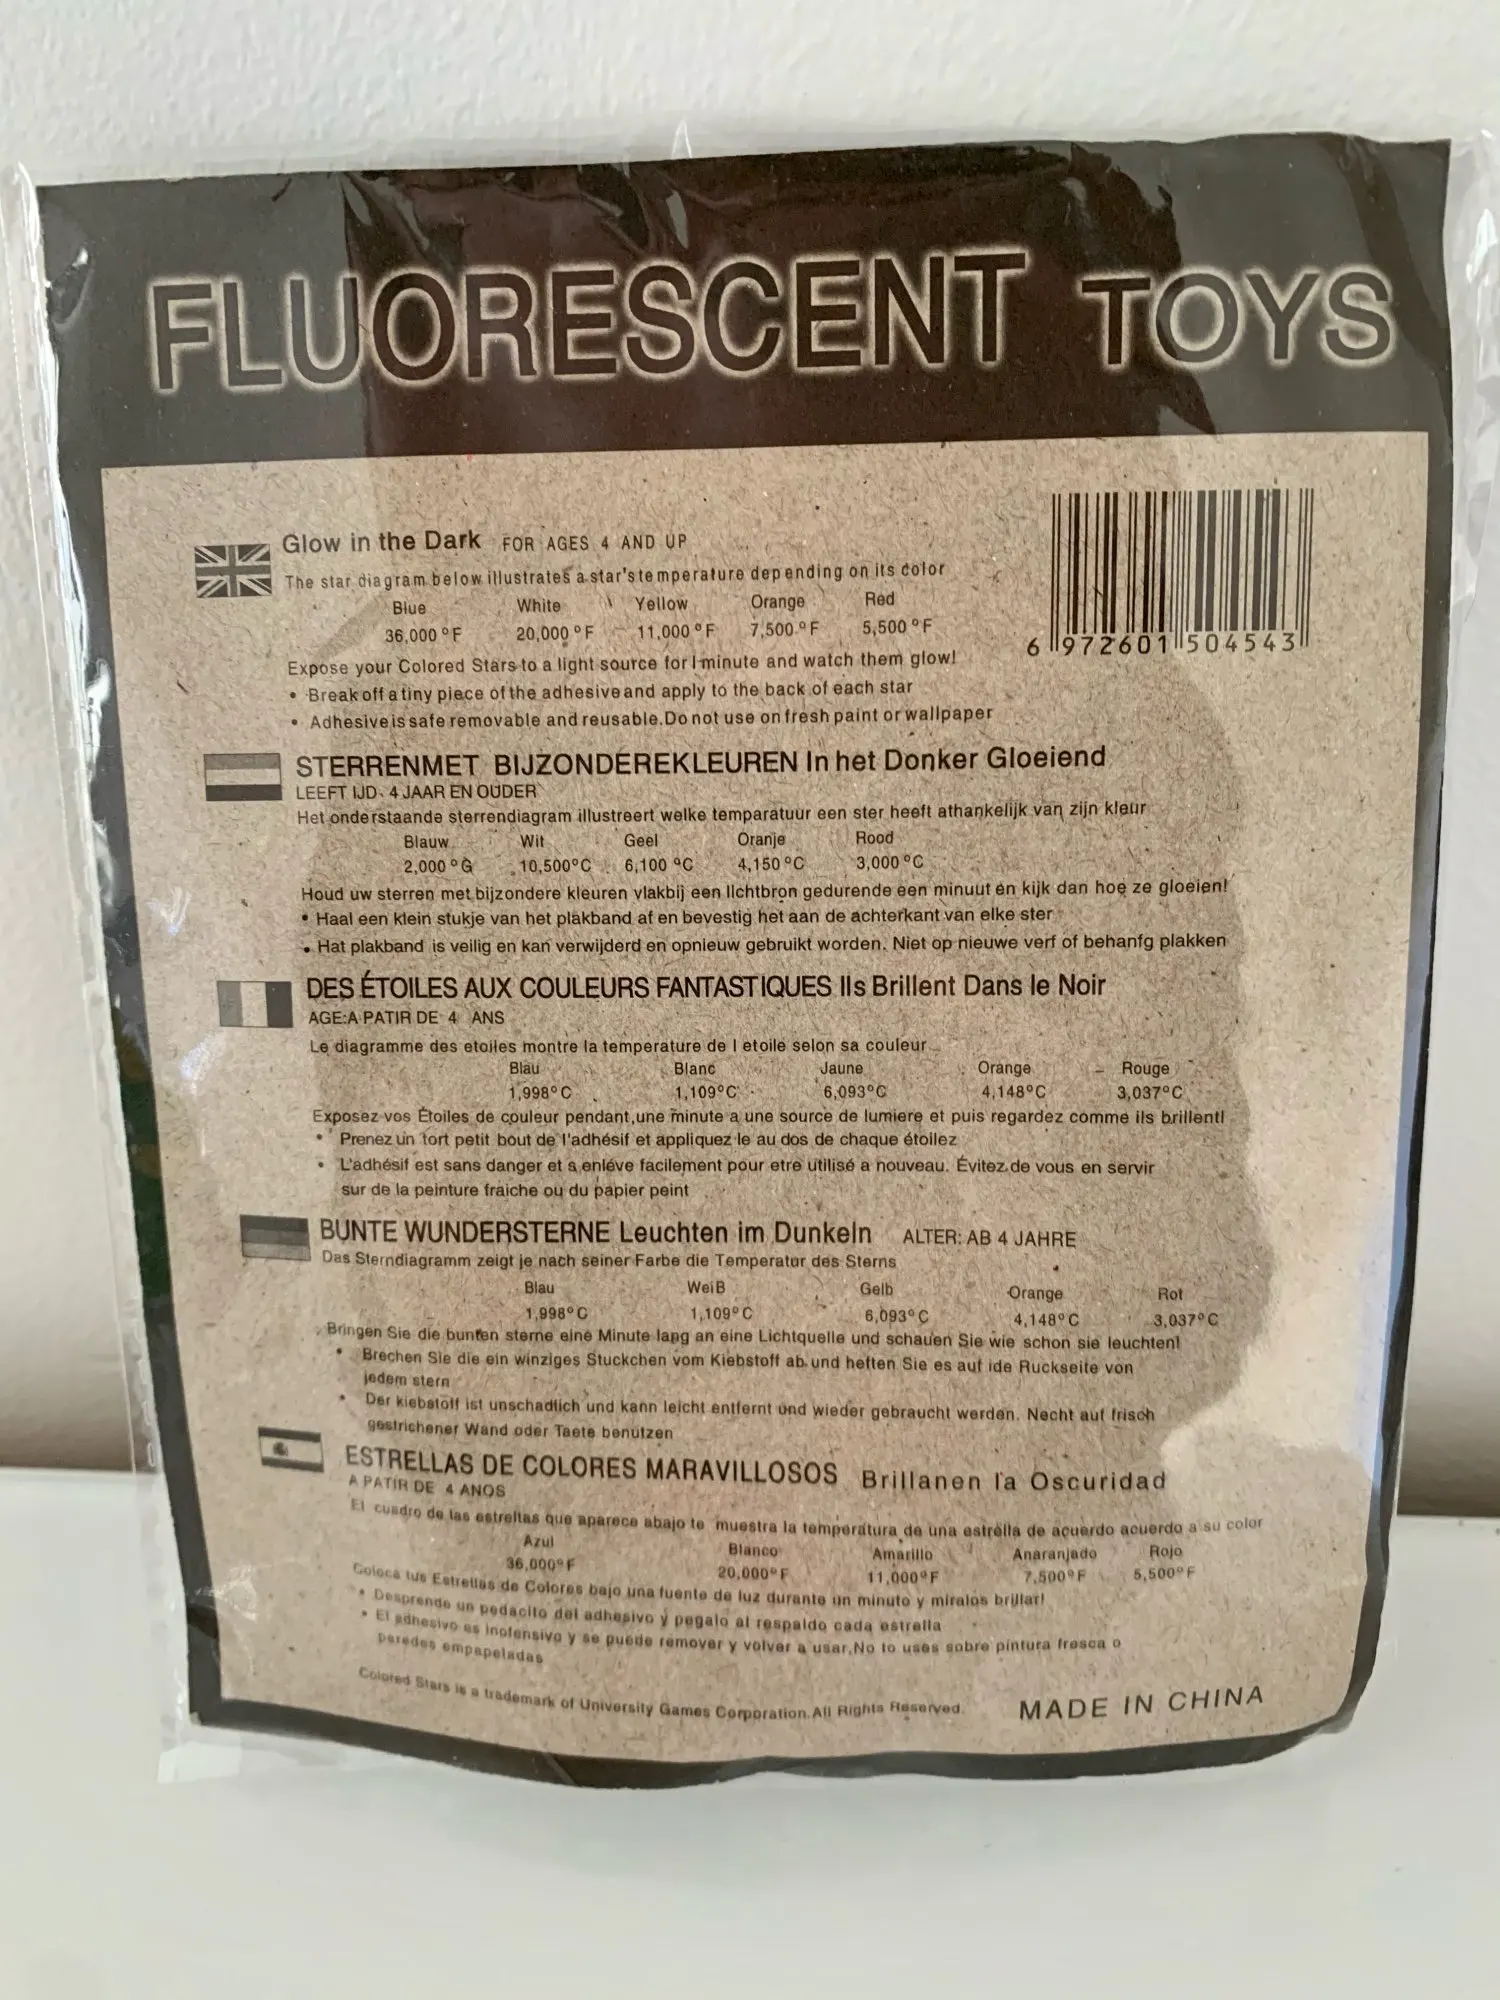 FLUORESCENT TOYS
Glow in the Dark FOR AGES 4 AND UP
The star diagram below illustrates a star's temperature depending on its color
Blue White Yellow Orange Red
36,000 °F 20,000 °F 11,000 °F 7,500 °F 5,500 °F
6 972601 504543
Expose your Colored Stars to a light source for I minute and watch them glow!
• Break off a tiny piece of the adhesive and apply to the back of each star
• Adhesive is safe removable and reusable. Do not use on fresh paint or wallpaper
STERRENMET BIJZONDEREKLEUREN In het Donker Gloeiend
LEEFT IJD 4 JAAR EN OUDER
Het onderstaande sterrendiagram illustreert welke temparatuur een ster heeft athankelijk van zijn kleur
Blauw Wit Geel Oranje Rood
2,000 °G 10,500°C 6,100 °C 4,150 °C 3,000 °C
Houd uw sterren met bijzondere kleuren vlakbij een lichtbron gedurende een minuut en kijk dan hoe ze gloeien!
• Haal een klein stukje van het plakband af en bevestig het aan de achterkant van elke ster
• Hat plakband is veilig en kan verwijderd en opnieuw gebruikt worden. Niet op nieuwe verf of behanfg plakken
DES ÉTOILES AUX COULEURS FANTASTIQUES Ils Brillent Dans le Noir
AGE:A PATIR DE 4 ANS
Le diagramme des etoiles montre la temperature de l etoile selon sa couleur
Blau Blanc Jaune Orange Rouge
1,998°C 1,109°C 6,093°C 4,148°C 3,037°C
Exposez vos Étoiles de couleur pendant,une minute a une source de lumiere et puis regardez comme ils brillentl
• Prenez un tort petit bout de l'adhésif et appliquez le au dos de chaque étoilez
• L'adhésif est sans danger et s enléve facilement pour etre utilisé a nouveau. Évitez de vous en servir
sur de la peinture fraiche ou du papier peint
BUNTE WUNDERSTERNE Leuchten im Dunkeln ALTER: AB 4 JAHRE
Das Sterndiagramm zeigt je nach seiner Farbe die Temperatur des Sterns
Blau WeiB Gelb Orange Rot
1,998°C 1,109°C 6,093°C 4,148°C 3,037°C
Bringen Sie die bunten sterne eine Minute lang an eine Lichtquelle und schauen Sie wie schon sie leuchten!
• Brechen Sie die ein winziges Stuckchen vom Kiebstoff ab und helten Sie es auf ide Ruckseite von
jedem stern
• Der kiebstoff ist unschadlich und kann leicht entfernt und wieder gebraucht werden. Necht auf frisch
gestrichener Wand oder Taete benutzen
ESTRELLAS DE COLORES MARAVILLOSOS Brillanen la Oscuridad
A PATIR DE 4 ANOS
El cuadro de las estrellas que aparece abajo te muestra la temperatura de una estrella de acuerdo acuerdo a su color
Azul Blanco Amarillo Anaranjado Rojo
36,000°F 20,000°F 11,000°F 7,500°F 5,500°F
Coloca tus Estrellas de Colores bajo una fuente de luz durante un minuto y miralos brillar!
• Desprende un pedacito del adhesivo y pegalo al respaldo cada estrella
• El adhesivo es inofensivo y se puede remover y volver a usar,No to uses sobre pintura fresca o
paredes empapeladas
Colored Stars is a trademark of University Games Corporation. All Rights Reserved. MADE IN CHINA